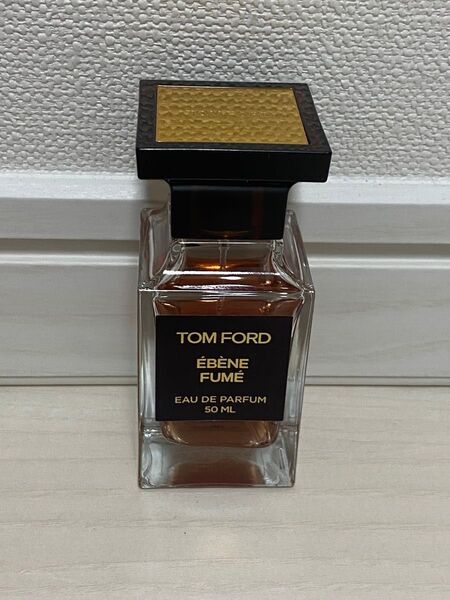 TOM FORD
ÉBÈNE
FUMÉ
EAU DE PARFUM
50 ML